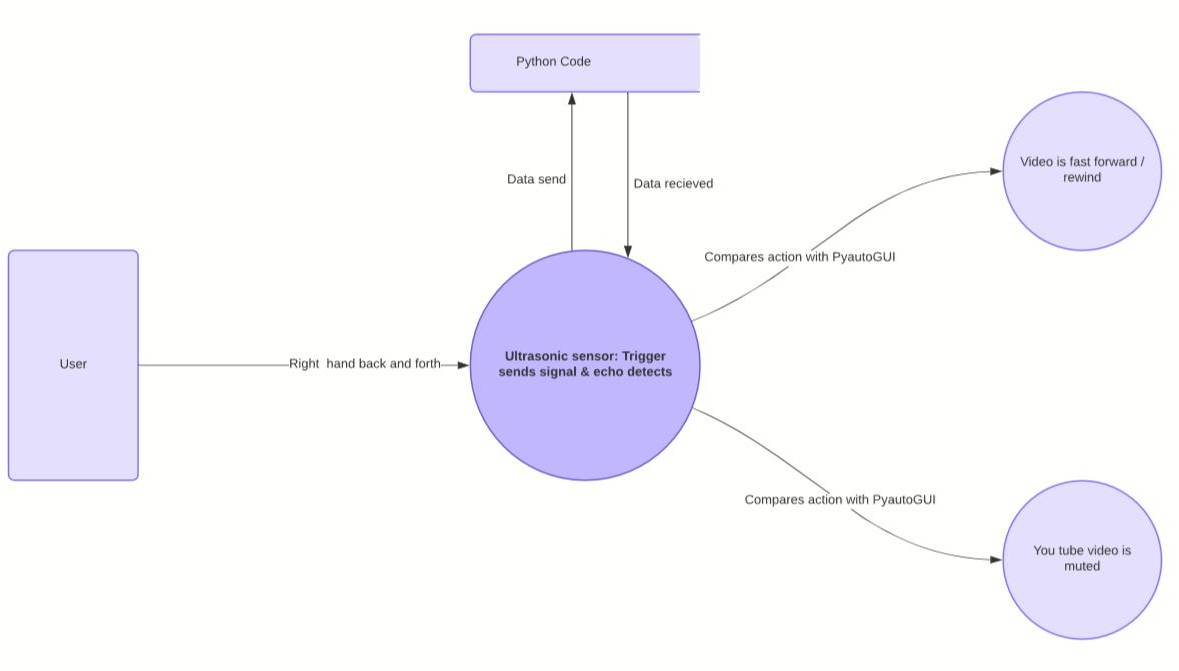 Python Code
Data send
Data recieved
Video is fast forward /
rewind
Compares action with PyautoGUI
User
Right  hand back and forth
Ultrasonic sensor: Trigger
sends signal & echo detects
Compares action with PyautoGUI
You tube video is
muted